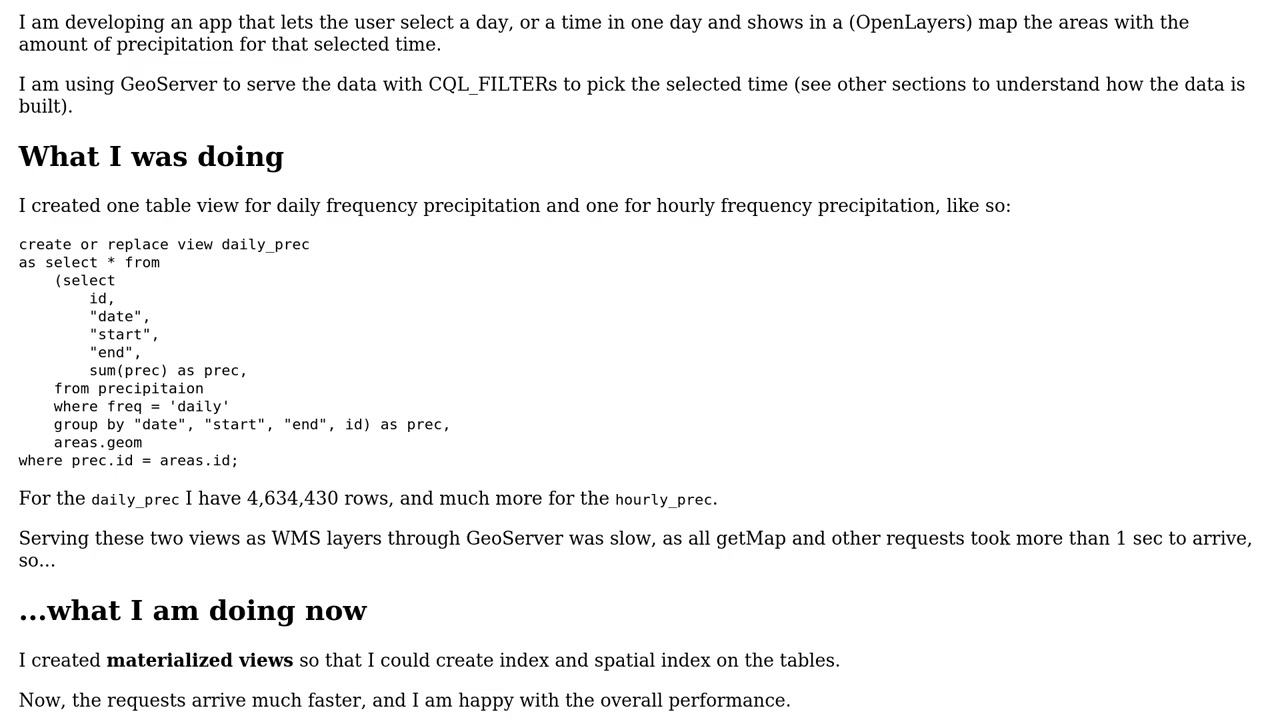 I am developing an app that lets the user select a day, or a time in one day and shows in a (OpenLayers) map the areas with the
amount of precipitation for that selected time.
I am using GeoServer to serve the data with CQL_FILTERs to pick the selected time (see other sections to understand how the data is
built).
What I was doing
I created one table view for daily frequency precipitation and one for hourly frequency precipitation, like so:
create or replace view daily_prec
as select * from
    (select
        id,
        "date",
        "start",
        "end",
        sum(prec) as prec,
    from precipitaion
    where freq = 'daily'
    group by "date", "start", "end", id) as prec,
    areas.geom
where prec.id = areas.id;
For the daily_prec I have 4,634,430 rows, and much more for the hourly_prec.
Serving these two views as WMS layers through GeoServer was slow, as all getMap and other requests took more than 1 sec to arrive,
so...
...what I am doing now
I created materialized views so that I could create index and spatial index on the tables.
Now, the requests arrive much faster, and I am happy with the overall performance.